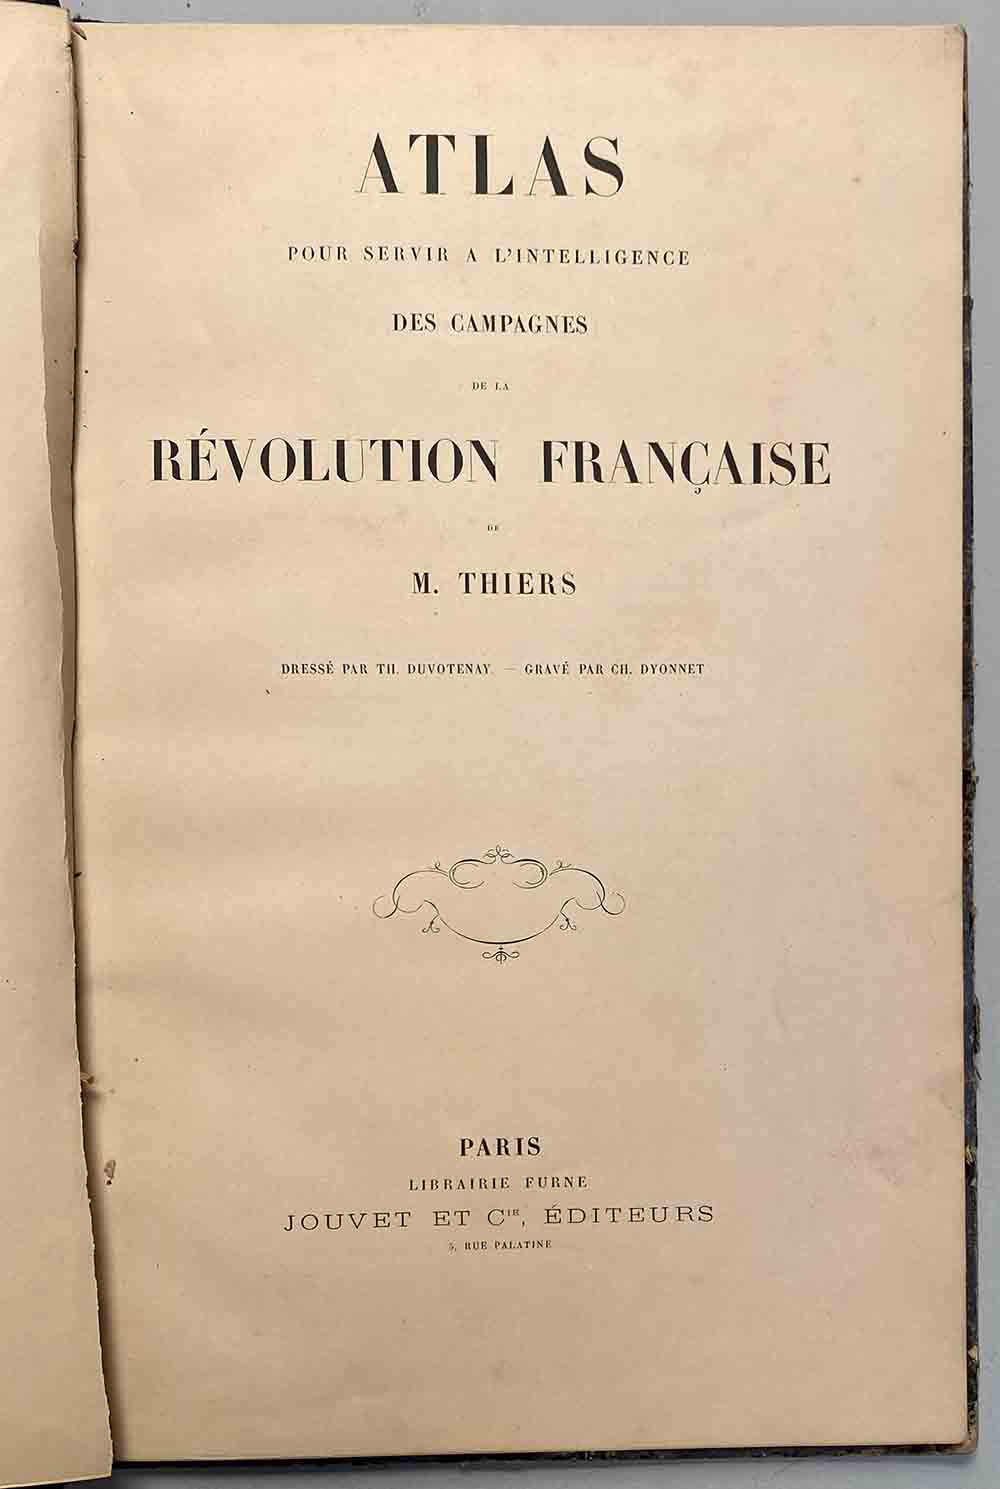 ATLAS
POUR SERVIR A L'INTELLIGENCE
DES CAMPAGNES
DE LA
RÉVOLUTION FRANÇAISE
DE
M. THIERS
DRESSÉ PAR TH. DUVOTENAY. — GRAVÉ PAR CH. DYONNET
PARIS
LIBRAIRIE FURNE
JOUVET ET CIE, ÉDITEURS
5, RUE PALATINE